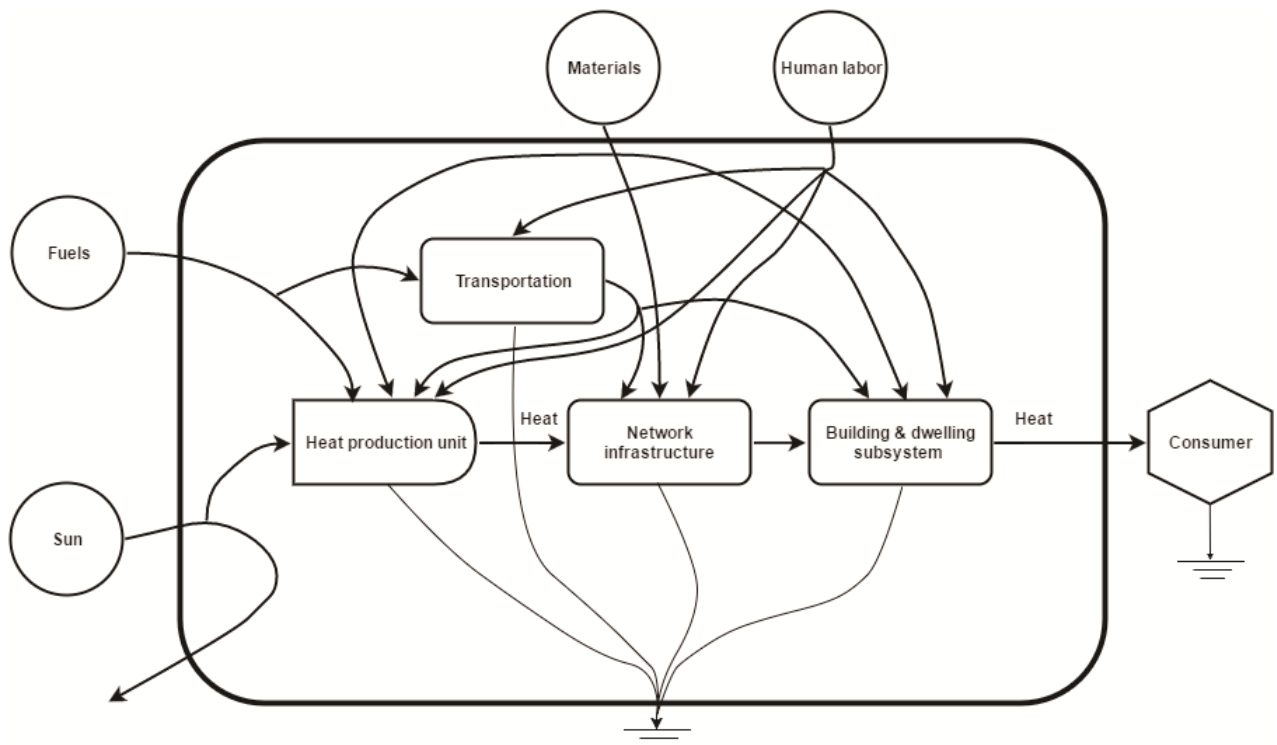 Materials
Human labor
Fuels
Transportation
Heat production unit
Heat
Network
infrastructure
Building & dwelling
subsystem
Heat
Consumer
Sun